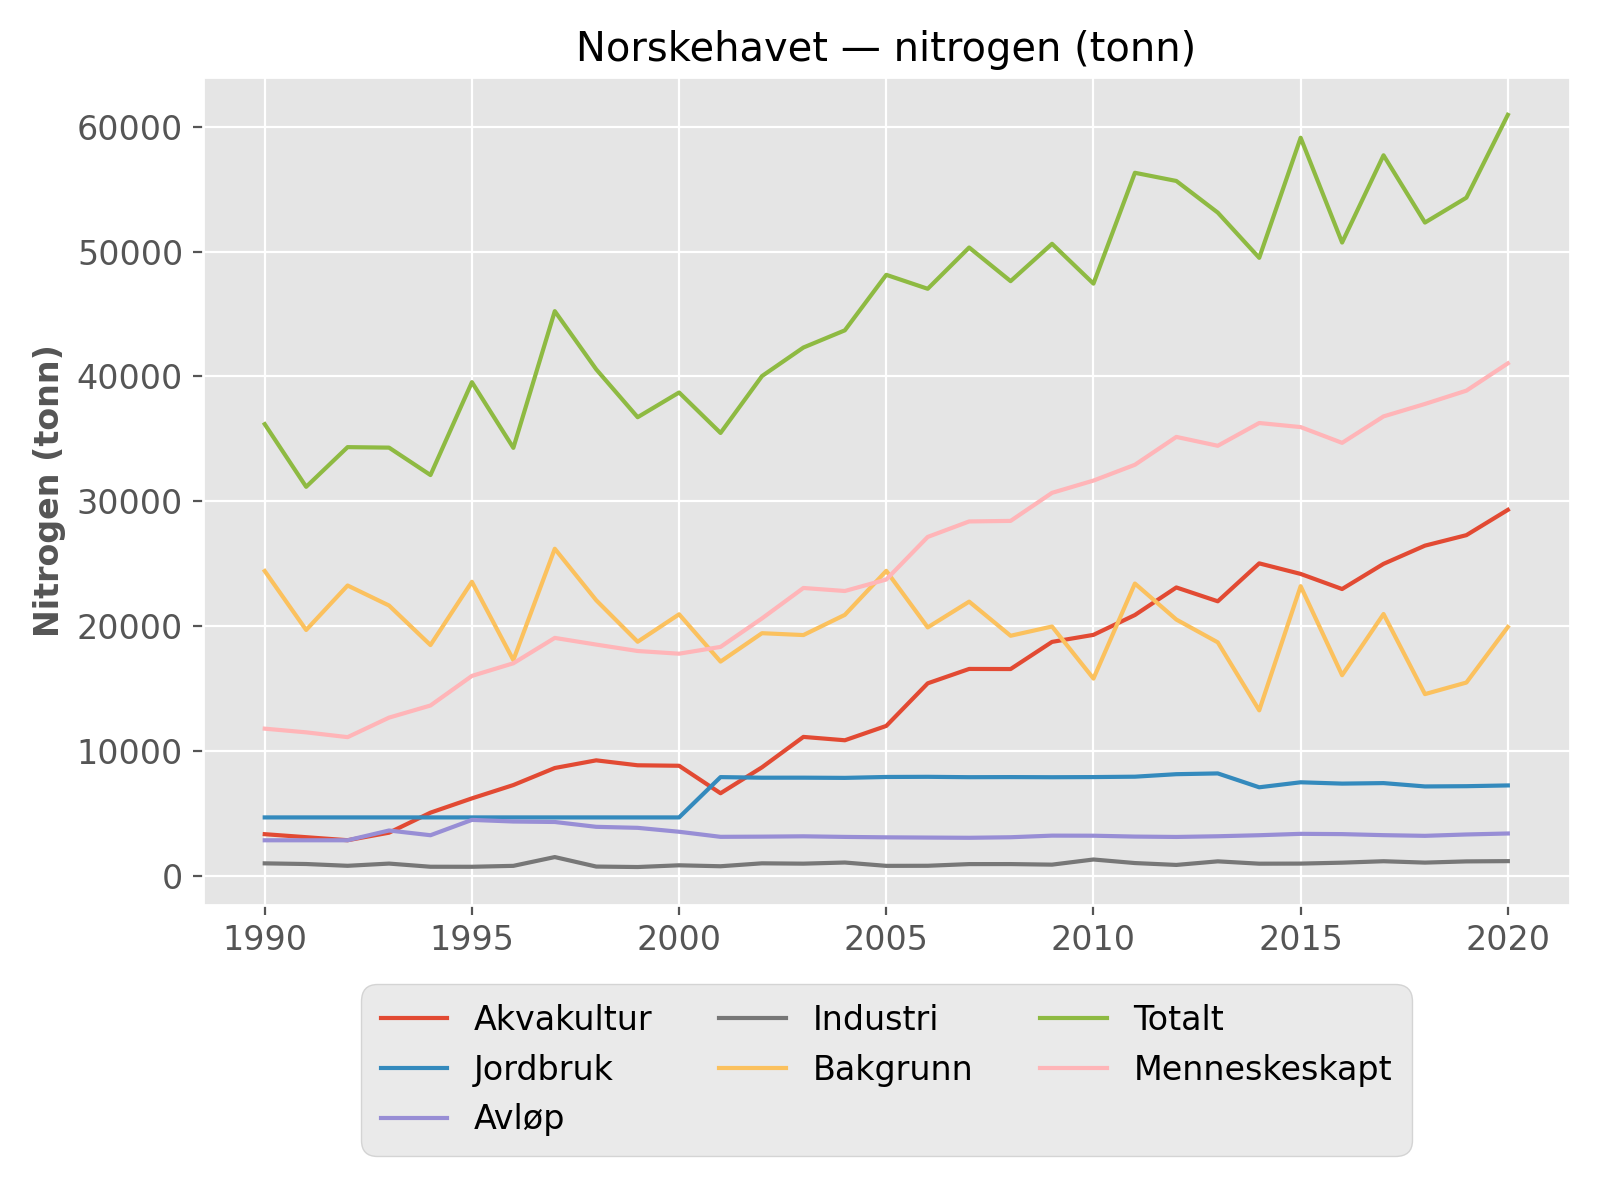 Norskehavet — nitrogen (tonn)
Nitrogen (tonn)
60000
50000
40000
30000
20000
10000
0
1990 1995 2000 2005 2010 2015 2020
Akvakultur Industri Totalt
Jordbruk Bakgrunn Menneskeskapt
Avløp